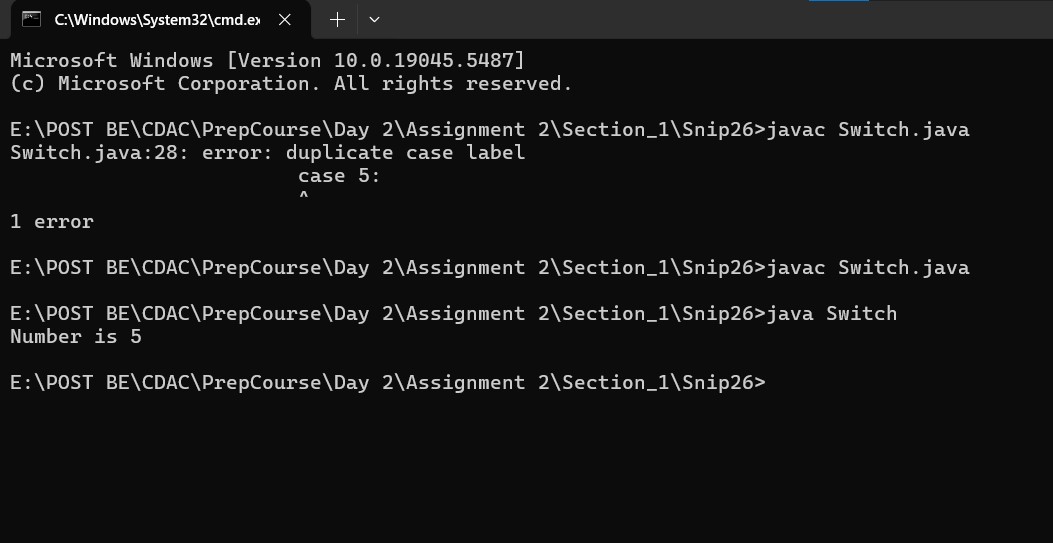 C:\Windows\System32\cmd.ex
Microsoft Windows [Version 10.0.19045.5487]
(c) Microsoft Corporation. All rights reserved.
E:\POST BE\CDAC\PrepCourse\Day 2\Assignment 2\Section_1\Snip26>javac Switch.java
Switch.java:28: error: duplicate case label
                        case 5:
                        ^
1 error
E:\POST BE\CDAC\PrepCourse\Day 2\Assignment 2\Section_1\Snip26>javac Switch.java
E:\POST BE\CDAC\PrepCourse\Day 2\Assignment 2\Section_1\Snip26>java Switch
Number is 5
E:\POST BE\CDAC\PrepCourse\Day 2\Assignment 2\Section_1\Snip26>